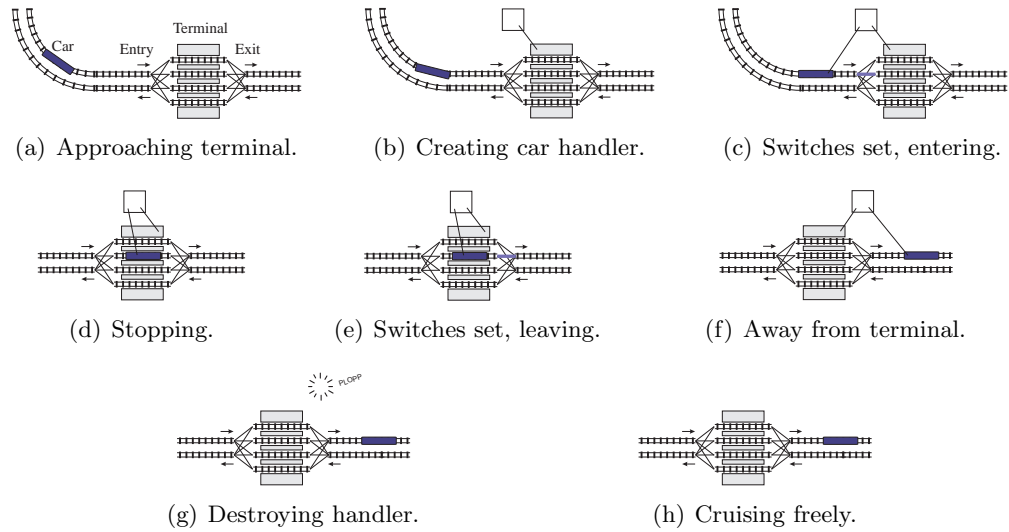 Terminal
Car
Entry
Exit
(a) Approaching terminal.
(b) Creating car handler.
(c) Switches set, entering.
(d) Stopping.
(e) Switches set, leaving.
(f) Away from terminal.
PLOPP
(g) Destroying handler.
(h) Cruising freely.